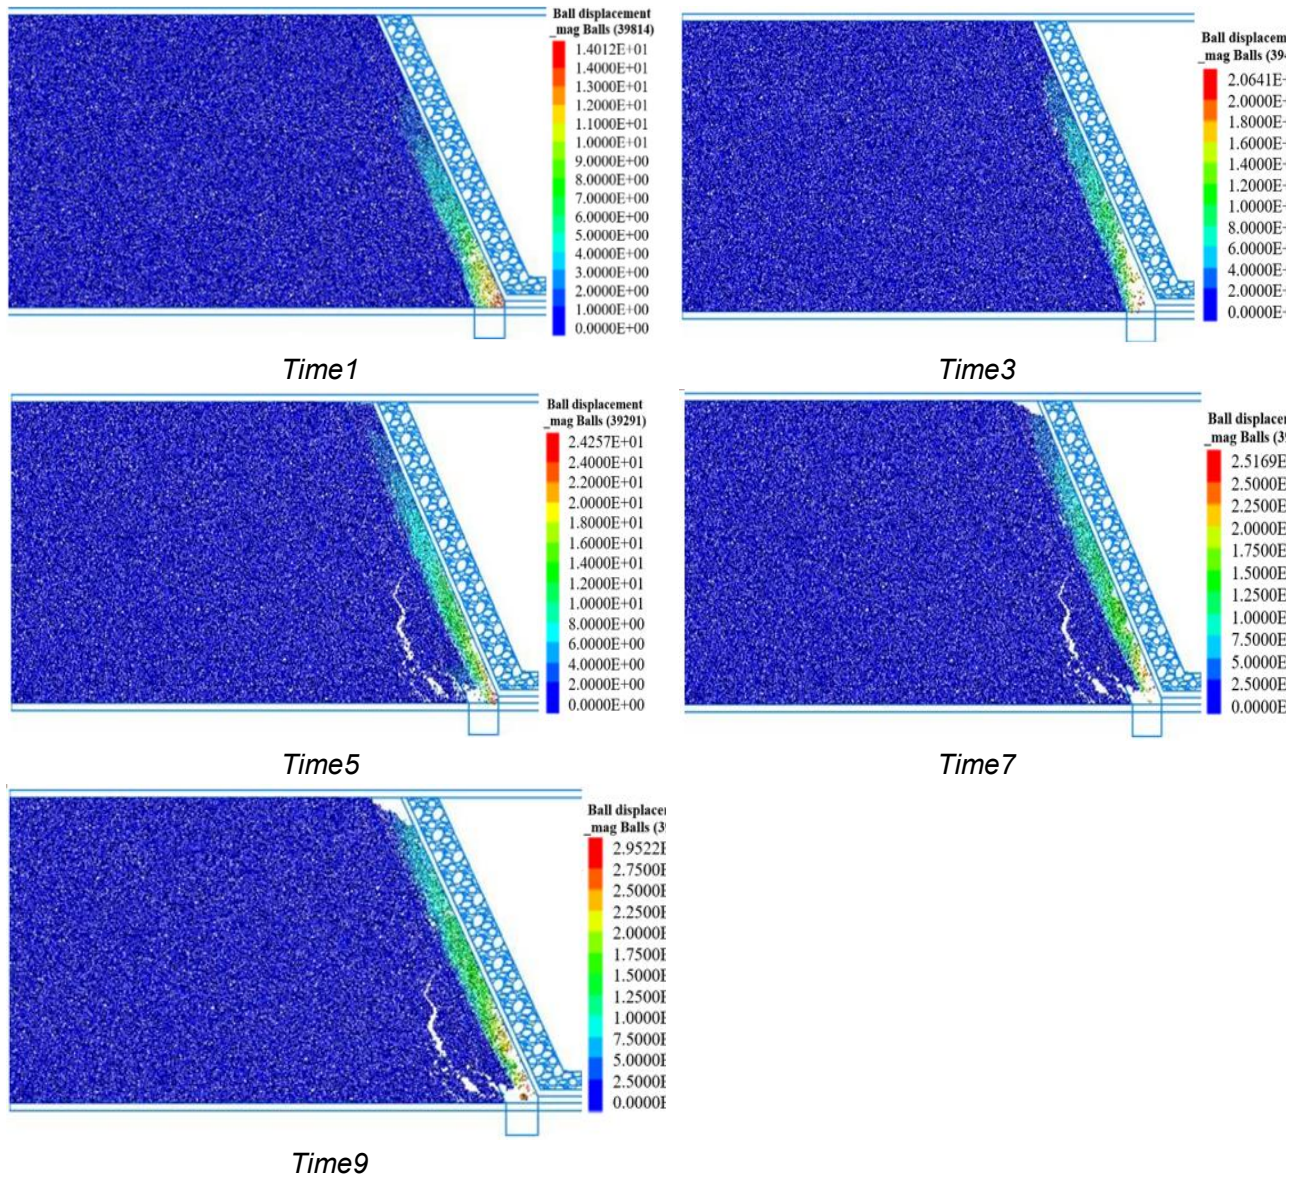 Ball displacement
_mag Balls (39814)
1.4012E+01
1.4000E+01
1.3000E+01
1.2000E+01
1.1000E+01
1.0000E+01
9.0000E+00
8.0000E+00
7.0000E+00
6.0000E+00
5.0000E+00
4.0000E+00
3.0000E+00
2.0000E+00
1.0000E+00
0.0000E+00
Time1
Ball displacem
_mag Balls (39
2.0641E+
2.0000E+
1.8000E+
1.6000E+
1.4000E+
1.2000E+
1.0000E+
8.0000E+
6.0000E+
4.0000E+
2.0000E+
0.0000E+
Time3
Ball displacement
_mag Balls (39291)
2.4257E+01
2.4000E+01
2.2000E+01
2.0000E+01
1.8000E+01
1.6000E+01
1.4000E+01
1.2000E+01
1.0000E+01
8.0000E+00
6.0000E+00
4.0000E+00
2.0000E+00
0.0000E+00
Time5
Ball displace
_mag Balls (39
2.5169E
2.5000E
2.2500E
2.0000E
1.7500E
1.5000E
1.2500E
1.0000E
7.5000E
5.0000E
2.5000E
0.0000E
Time7
Ball displace
_mag Balls (39
2.9522E
2.7500E
2.5000E
2.2500E
2.0000E
1.7500E
1.5000E
1.2500E
1.0000E
7.5000E
5.0000E
2.5000E
0.0000E
Time9